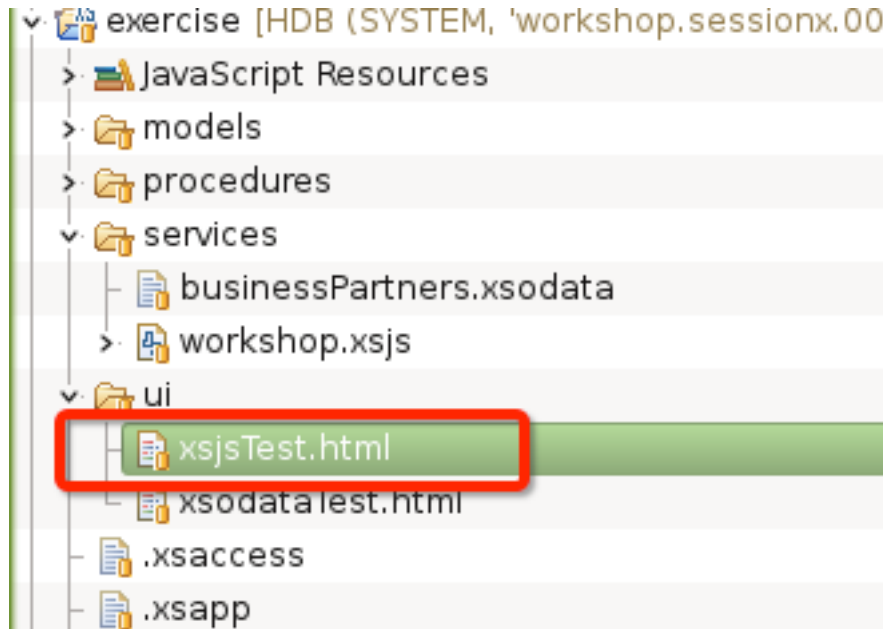 exercise [HDB (SYSTEM, 'workshop.sessionx.00
JavaScript Resources
models
procedures
services
businessPartners.xsodata
workshop.xsjs
ui
xsjsTest.html
xsodataTest.html
.xsaccess
.xsapp